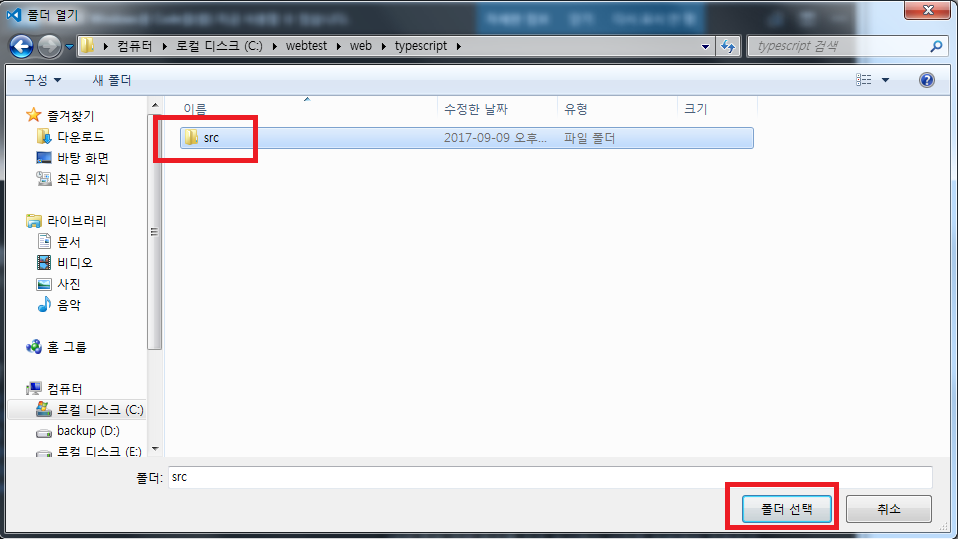 폴더 열기
컴퓨터 ▸ 로컬 디스크 (C:) ▸ webtest ▸ web ▸ typescript ▸
typescript 검색
구성 새 폴더
이름 수정한 날짜 유형 크기
src 2017-09-09 오후... 파일 폴더
즐겨찾기
다운로드
바탕 화면
최근 위치
라이브러리
문서
비디오
사진
음악
홈 그룹
컴퓨터
로컬 디스크 (C:)
backup (D:)
로컬 디스크 (E:)
폴더: src
폴더 선택 취소